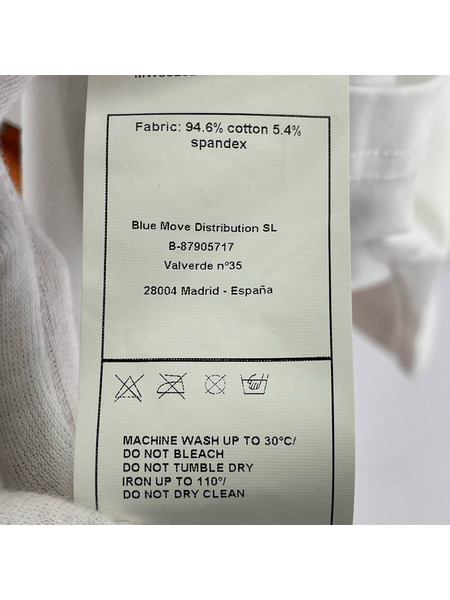 Fabric: 94.6% cotton 5.4%
spandex
Blue Move Distribution SL
B-87905717
Valverde nº35
28004 Madrid - España
MACHINE WASH UP TO 30°C/
DO NOT BLEACH
DO NOT TUMBLE DRY
IRON UP TO 110°/
DO NOT DRY CLEAN